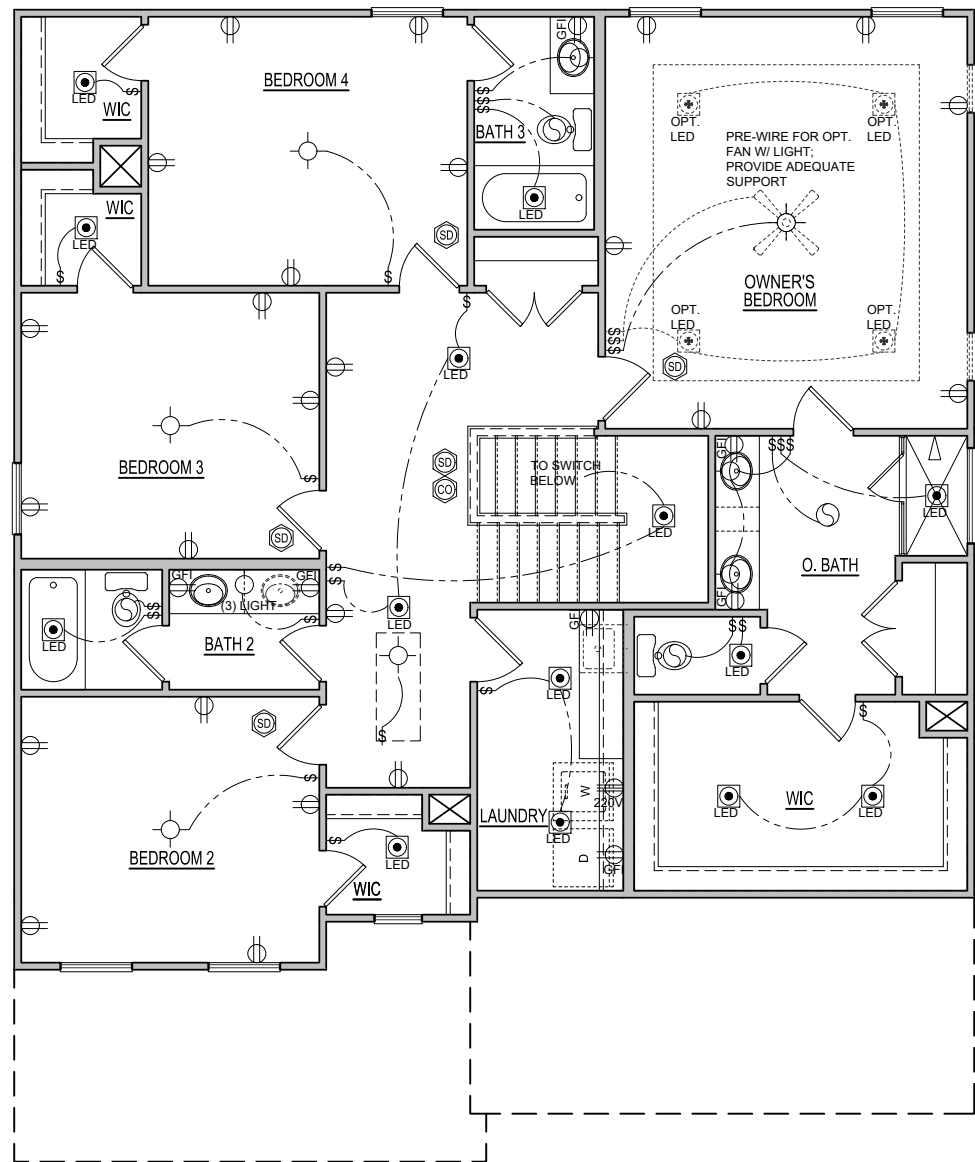 GFI
BEDROOM 4
LED
WIC
$
$
$
$
BATH 3
OPT.
LED
OPT.
LED
PRE-WIRE FOR OPT.
FAN W/ LIGHT;
PROVIDE ADEQUATE
SUPPORT
LED
WIC
LED
SD
$
$
OWNER'S
BEDROOM
$
OPT.
LED
OPT.
LED
$
$
$
LED
SD
GFI
$$$
BEDROOM 3
SD
CO
TO SWITCH
BELOW
$
LED
LED
SD
O. BATH
$
GFI
GFI
$
$
$
(3) LIGHT
$
LED
GFI
GFI
$$
LED
BATH 2
LED
LED
$
SD
$
$
W
220V
WIC
LED
LED
$
LAUNDRY
LED
$
LED
BEDROOM 2
D
GFI
WIC